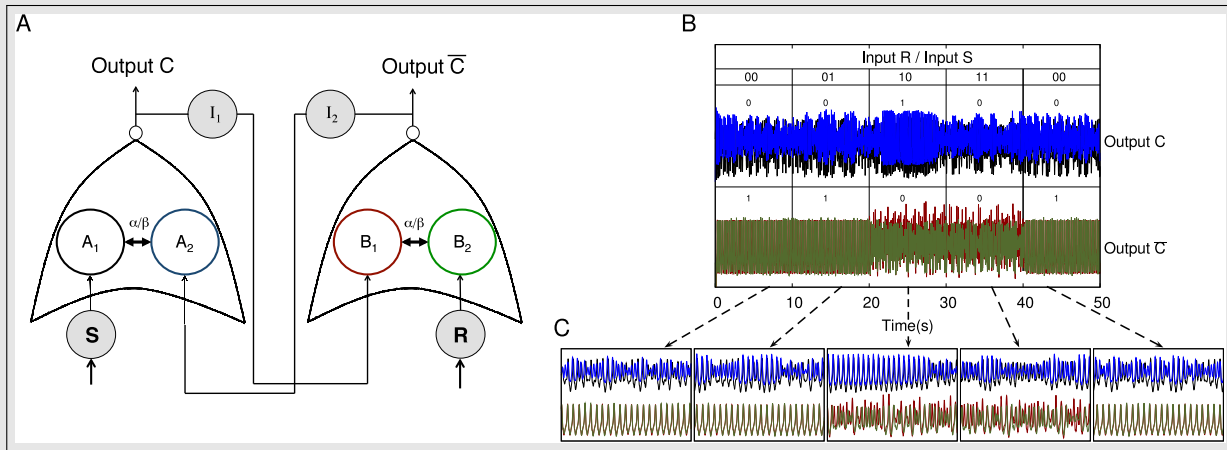 A
Output C
Output C̅
I1
I2
α/β
A1
A2
α/β
B1
B2
S
R
B
Input R / Input S
00 01 10 11 00
0 0 1 0 0
Output C
1 1 0 0 1
Output C̅
0 10 20 30 40 50
Time(s)
C